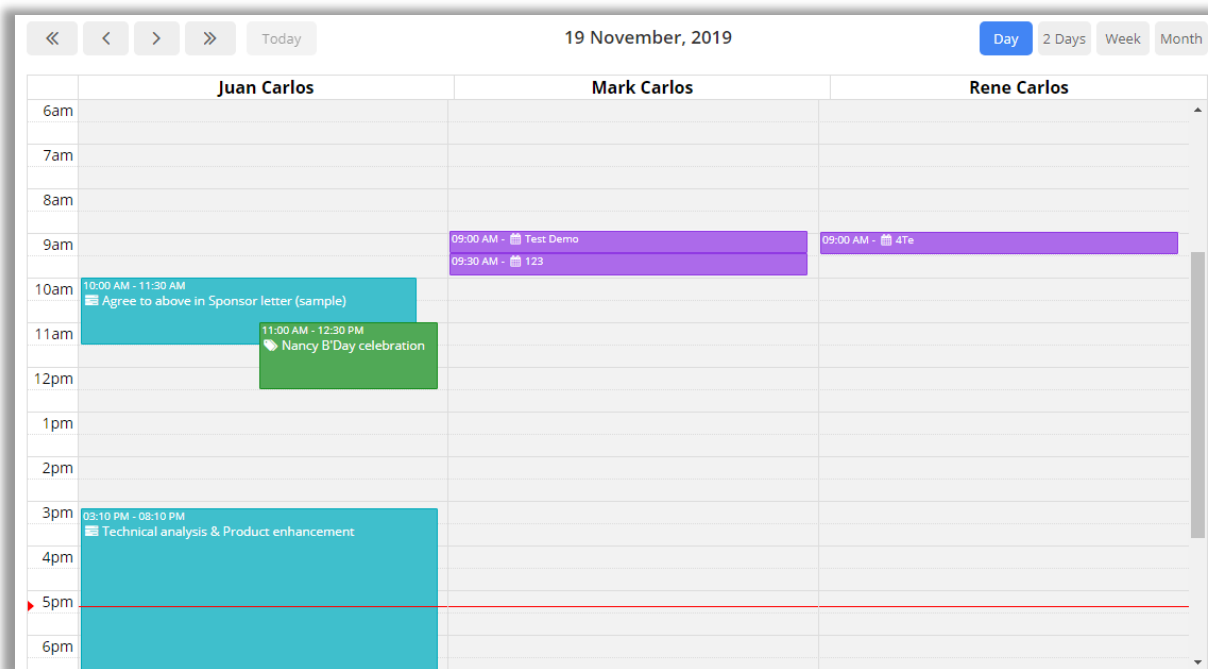 Today
19 November, 2019
Day
2 Days
Week
Month
Juan Carlos
Mark Carlos
Rene Carlos
6am
7am
8am
9am
09:00 AM - Test Demo
09:00 AM - 4Te
09:30 AM - 123
10am
10:00 AM - 11:30 AM
Agree to above in Sponsor letter (sample)
11am
11:00 AM - 12:30 PM
Nancy B'Day celebration
12pm
1pm
2pm
3pm
03:10 PM - 08:10 PM
Technical analysis & Product enhancement
4pm
5pm
6pm